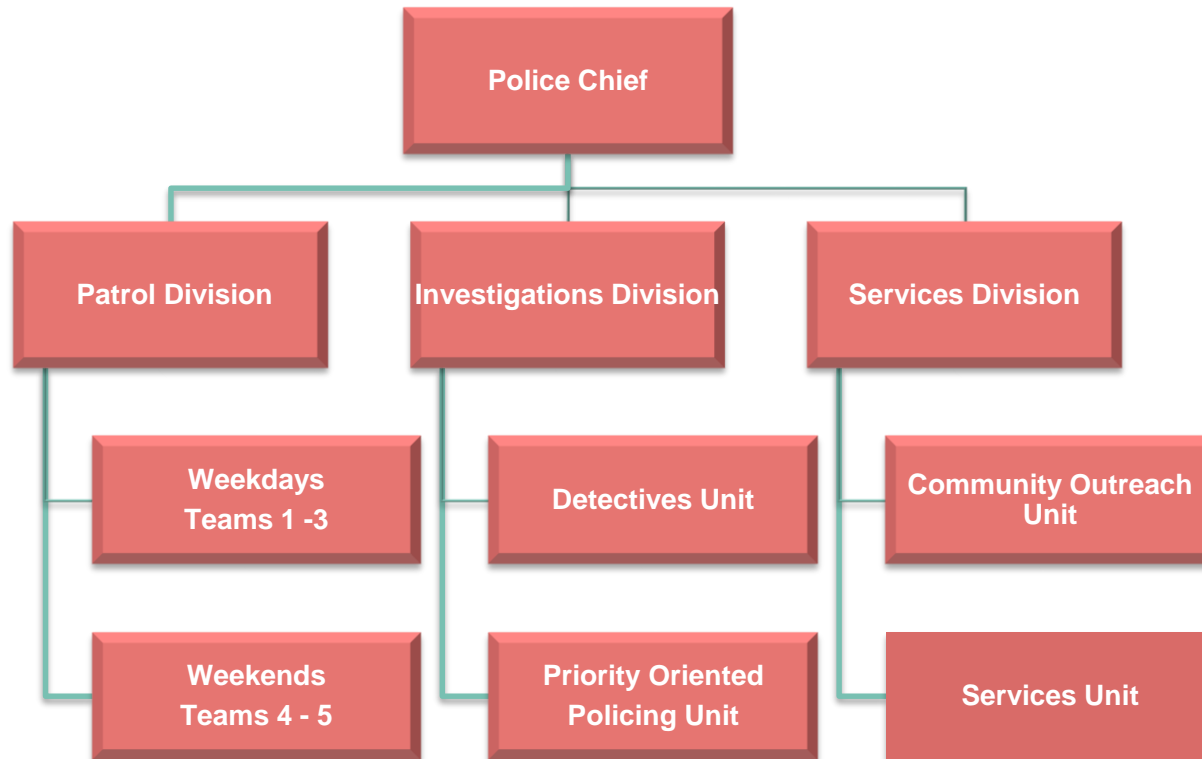 Police Chief
Patrol Division
Investigations Division
Services Division
Weekdays
Teams 1 -3
Detectives Unit
Community Outreach
Unit
Weekends
Teams 4 - 5
Priority Oriented
Policing Unit
Services Unit